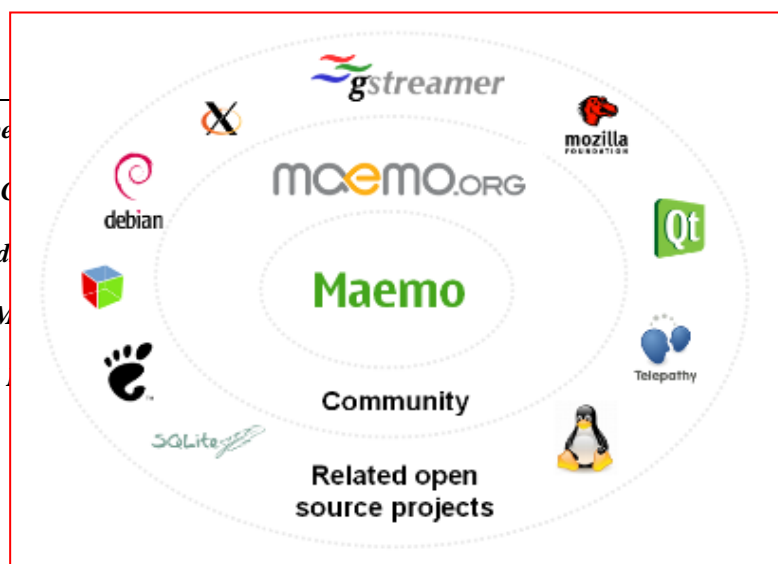 gstreamer
X
mozilla
FOUNDATION
maemo.org
debian
Qt
Maemo
Telepathy
Community
SQLite
Related open
source projects